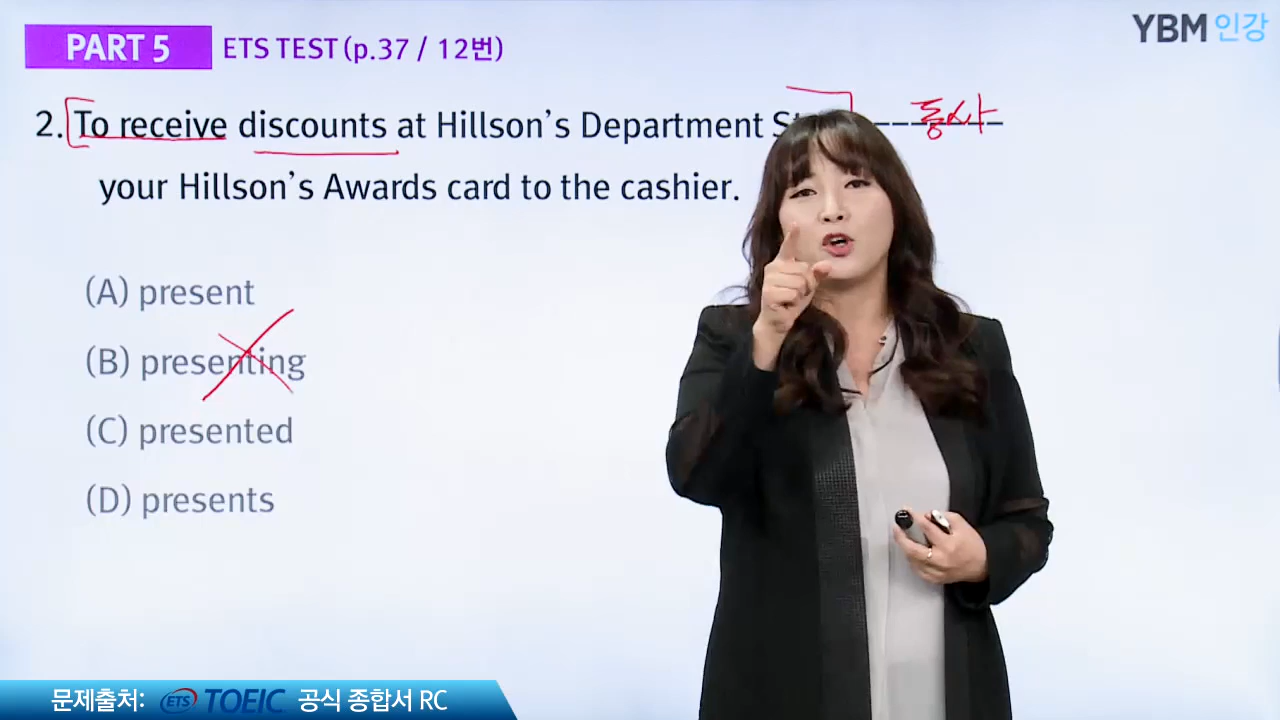 PART 5 ETS TEST (p.37 / 12번)
YBM 인강
동사
2. To receive discounts at Hillson's Department
your Hillson's Awards card to the cashier.
(A) present
(B) presenting
(C) presented
(D) presents
문제출처: ETS TOEIC 공식 종합서 RC